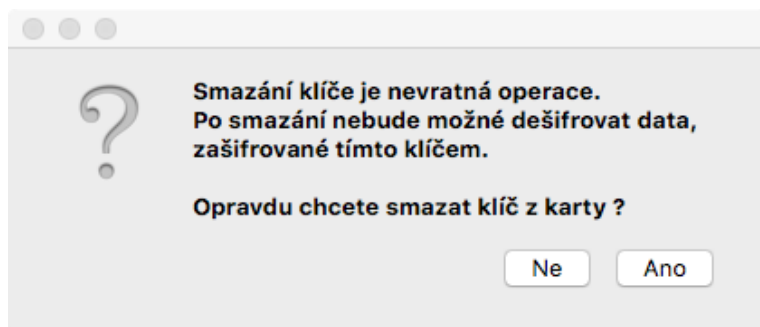 Smazání klíče je nevratná operace.
Po smazání nebude možné dešifrovat data,
zašifrované tímto klíčem.
Opravdu chcete smazat klíč z karty ?
Ne Ano